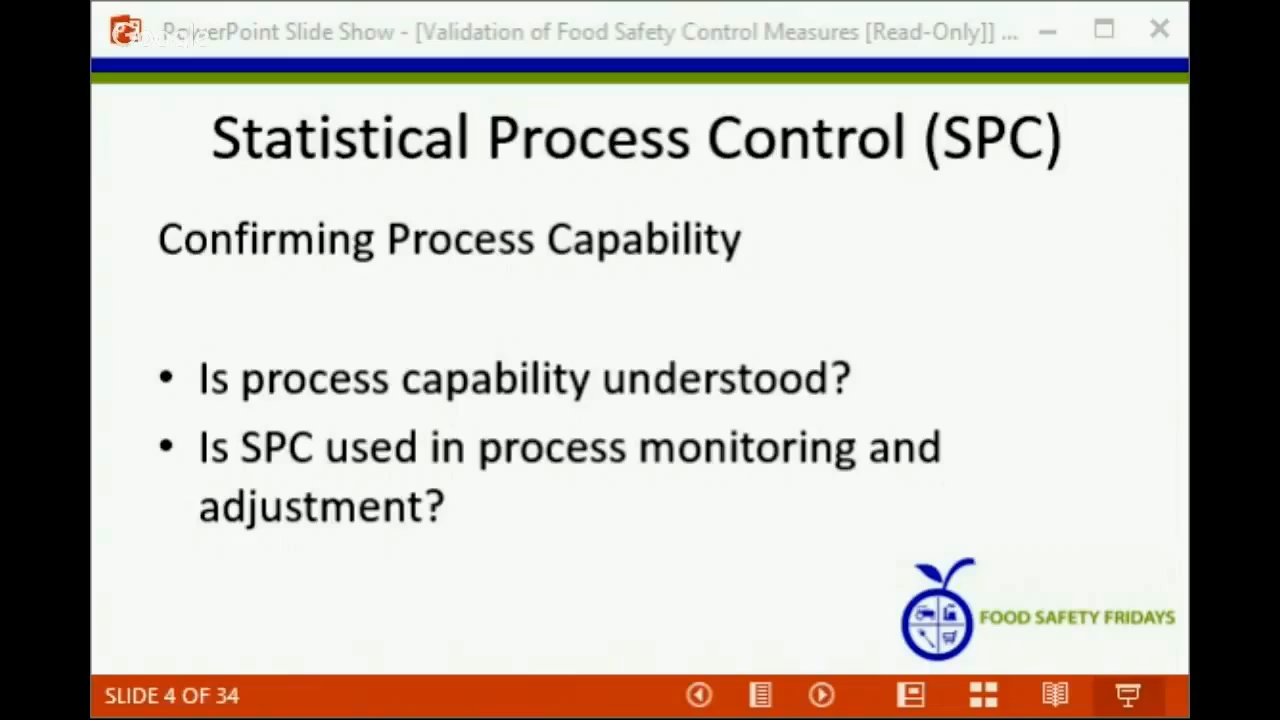 PowerPoint Slide Show - [Validation of Food Safety Control Measures [Read-Only]] ...
Statistical Process Control (SPC)
Confirming Process Capability
• Is process capability understood?
• Is SPC used in process monitoring and
adjustment?
FOOD SAFETY FRIDAYS
SLIDE 4 OF 34